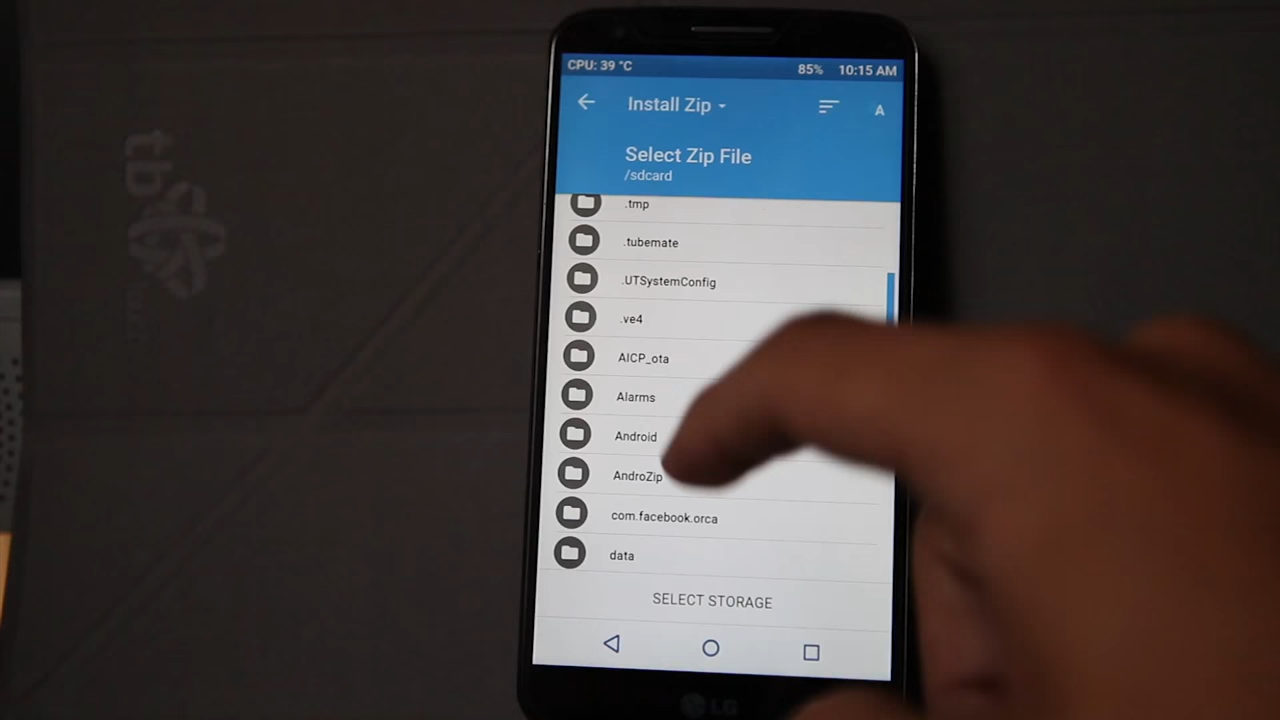 tb
CPU: 39 °C 85% 10:15 AM
Install Zip A
Select Zip File
/sdcard
.tmp
.tubemate
.UTSystemConfig
.ve4
AICP_ota
Alarms
Android
AndroZip
com.facebook.orca
data
SELECT STORAGE
LG